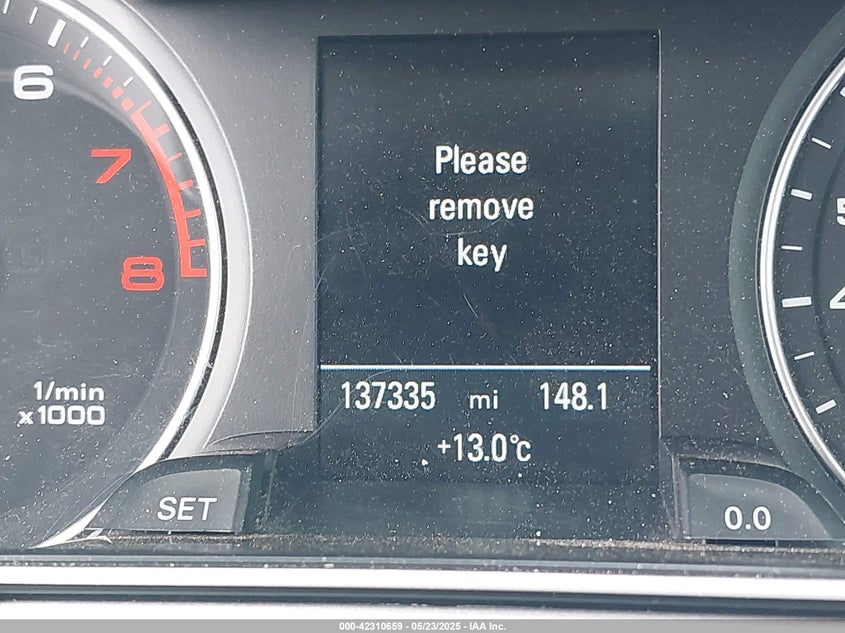 6
7
8
1/min
x1000
Please
remove
key
137335 mi 148.1
+13.0°c
SET
0.0
000-42310659 - 05/23/2025 - IAA Inc.